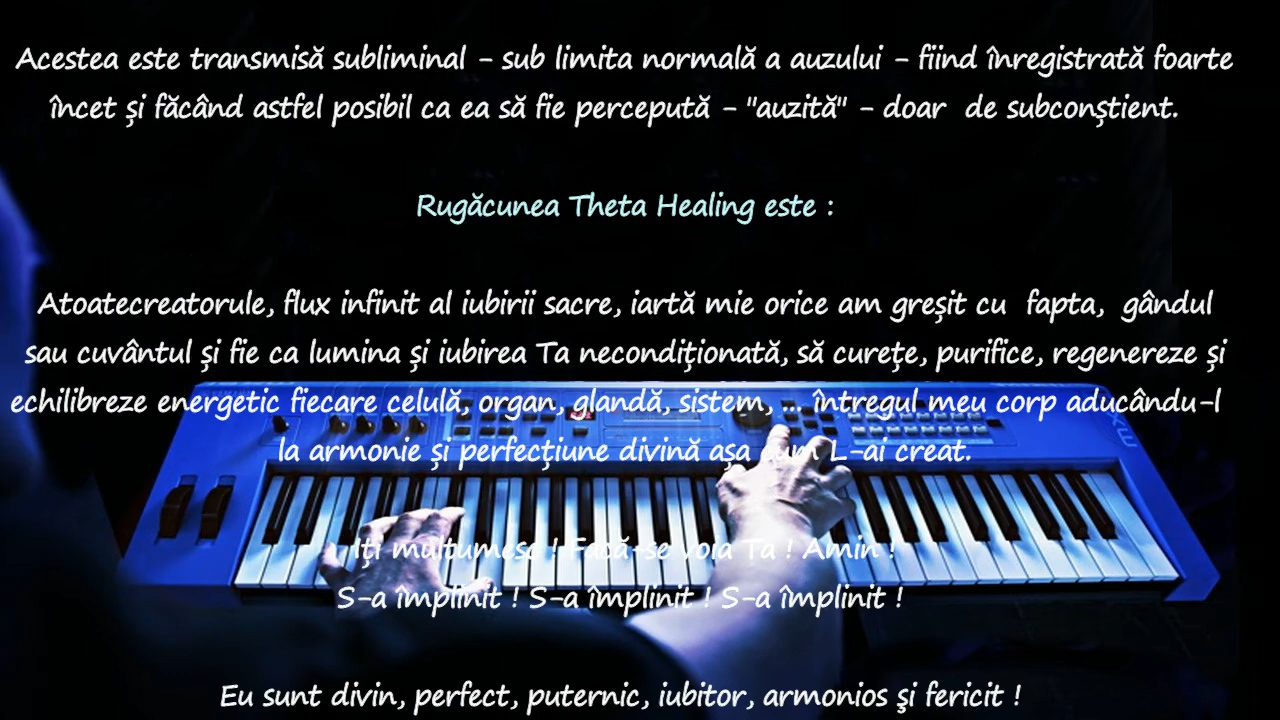 Acestea este transmisă subliminal - sub limita normală a auzului - fiind înregistrată foarte
încet și făcând astfel posibil ca ea să fie percepută - "auzită" - doar de subconștient.
Rugăcunea Theta Healing este :
Atoatecreatorule, flux infinit al iubirii sacre, iartă mie orice am greșit cu fapta, gândul
sau cuvântul și fie ca lumina și iubirea Ta necondiționată, să curețe, purifice, regenereze și
echilibreze energetic fiecare celulă, organ, glandă, sistem, ... întregul meu corp aducându-l
la armonie și perfecțiune divină așa cum L-ai creat.
Iți mulțumesc ! Facă-se voia Ta ! Amin !
S-a împlinit ! S-a împlinit ! S-a împlinit !
Eu sunt divin, perfect, puternic, iubitor, armonios şi fericit !